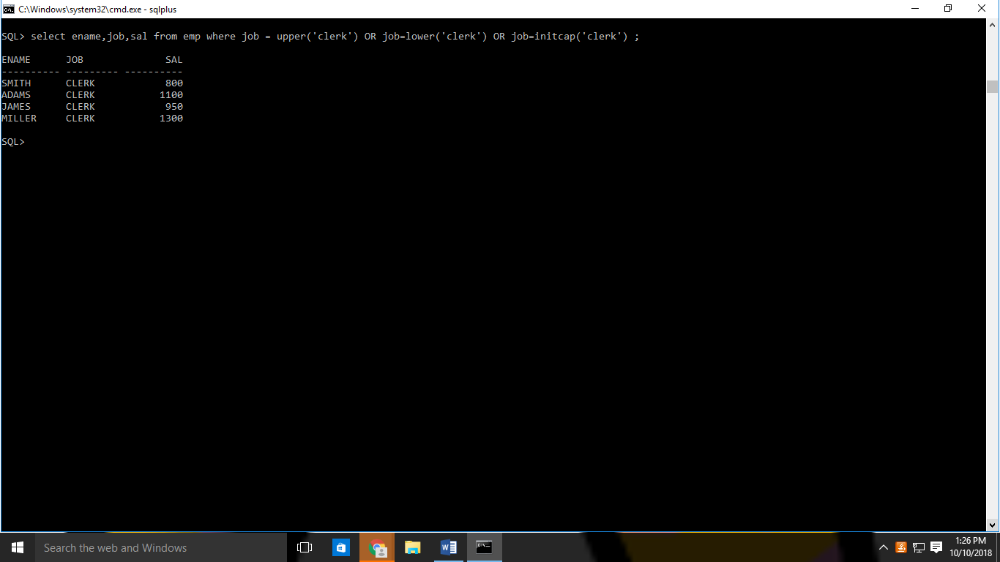 C:\Windows\system32\cmd.exe - sqlplus
SQL> select ename,job,sal from emp where job = upper('clerk') OR job=lower('clerk') OR job=initcap('clerk') ;
ENAME      JOB              SAL
---------- --------- ----------
SMITH      CLERK            800
ADAMS      CLERK           1100
JAMES      CLERK            950
MILLER     CLERK           1300
SQL>
Search the web and Windows
1:26 PM
10/10/2018